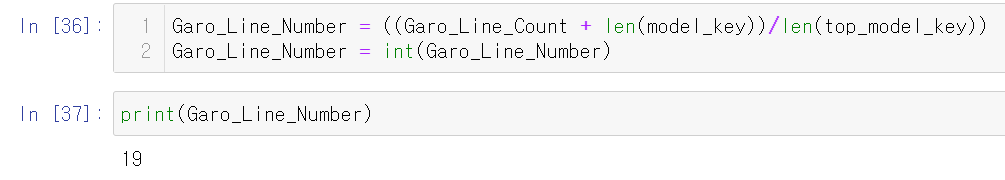 In [36]:
1 Garo_Line_Number = ((Garo_Line_Count + len(model_key))/len(top_model_key))
2 Garo_Line_Number = int(Garo_Line_Number)
In [37]:
print(Garo_Line_Number)
19